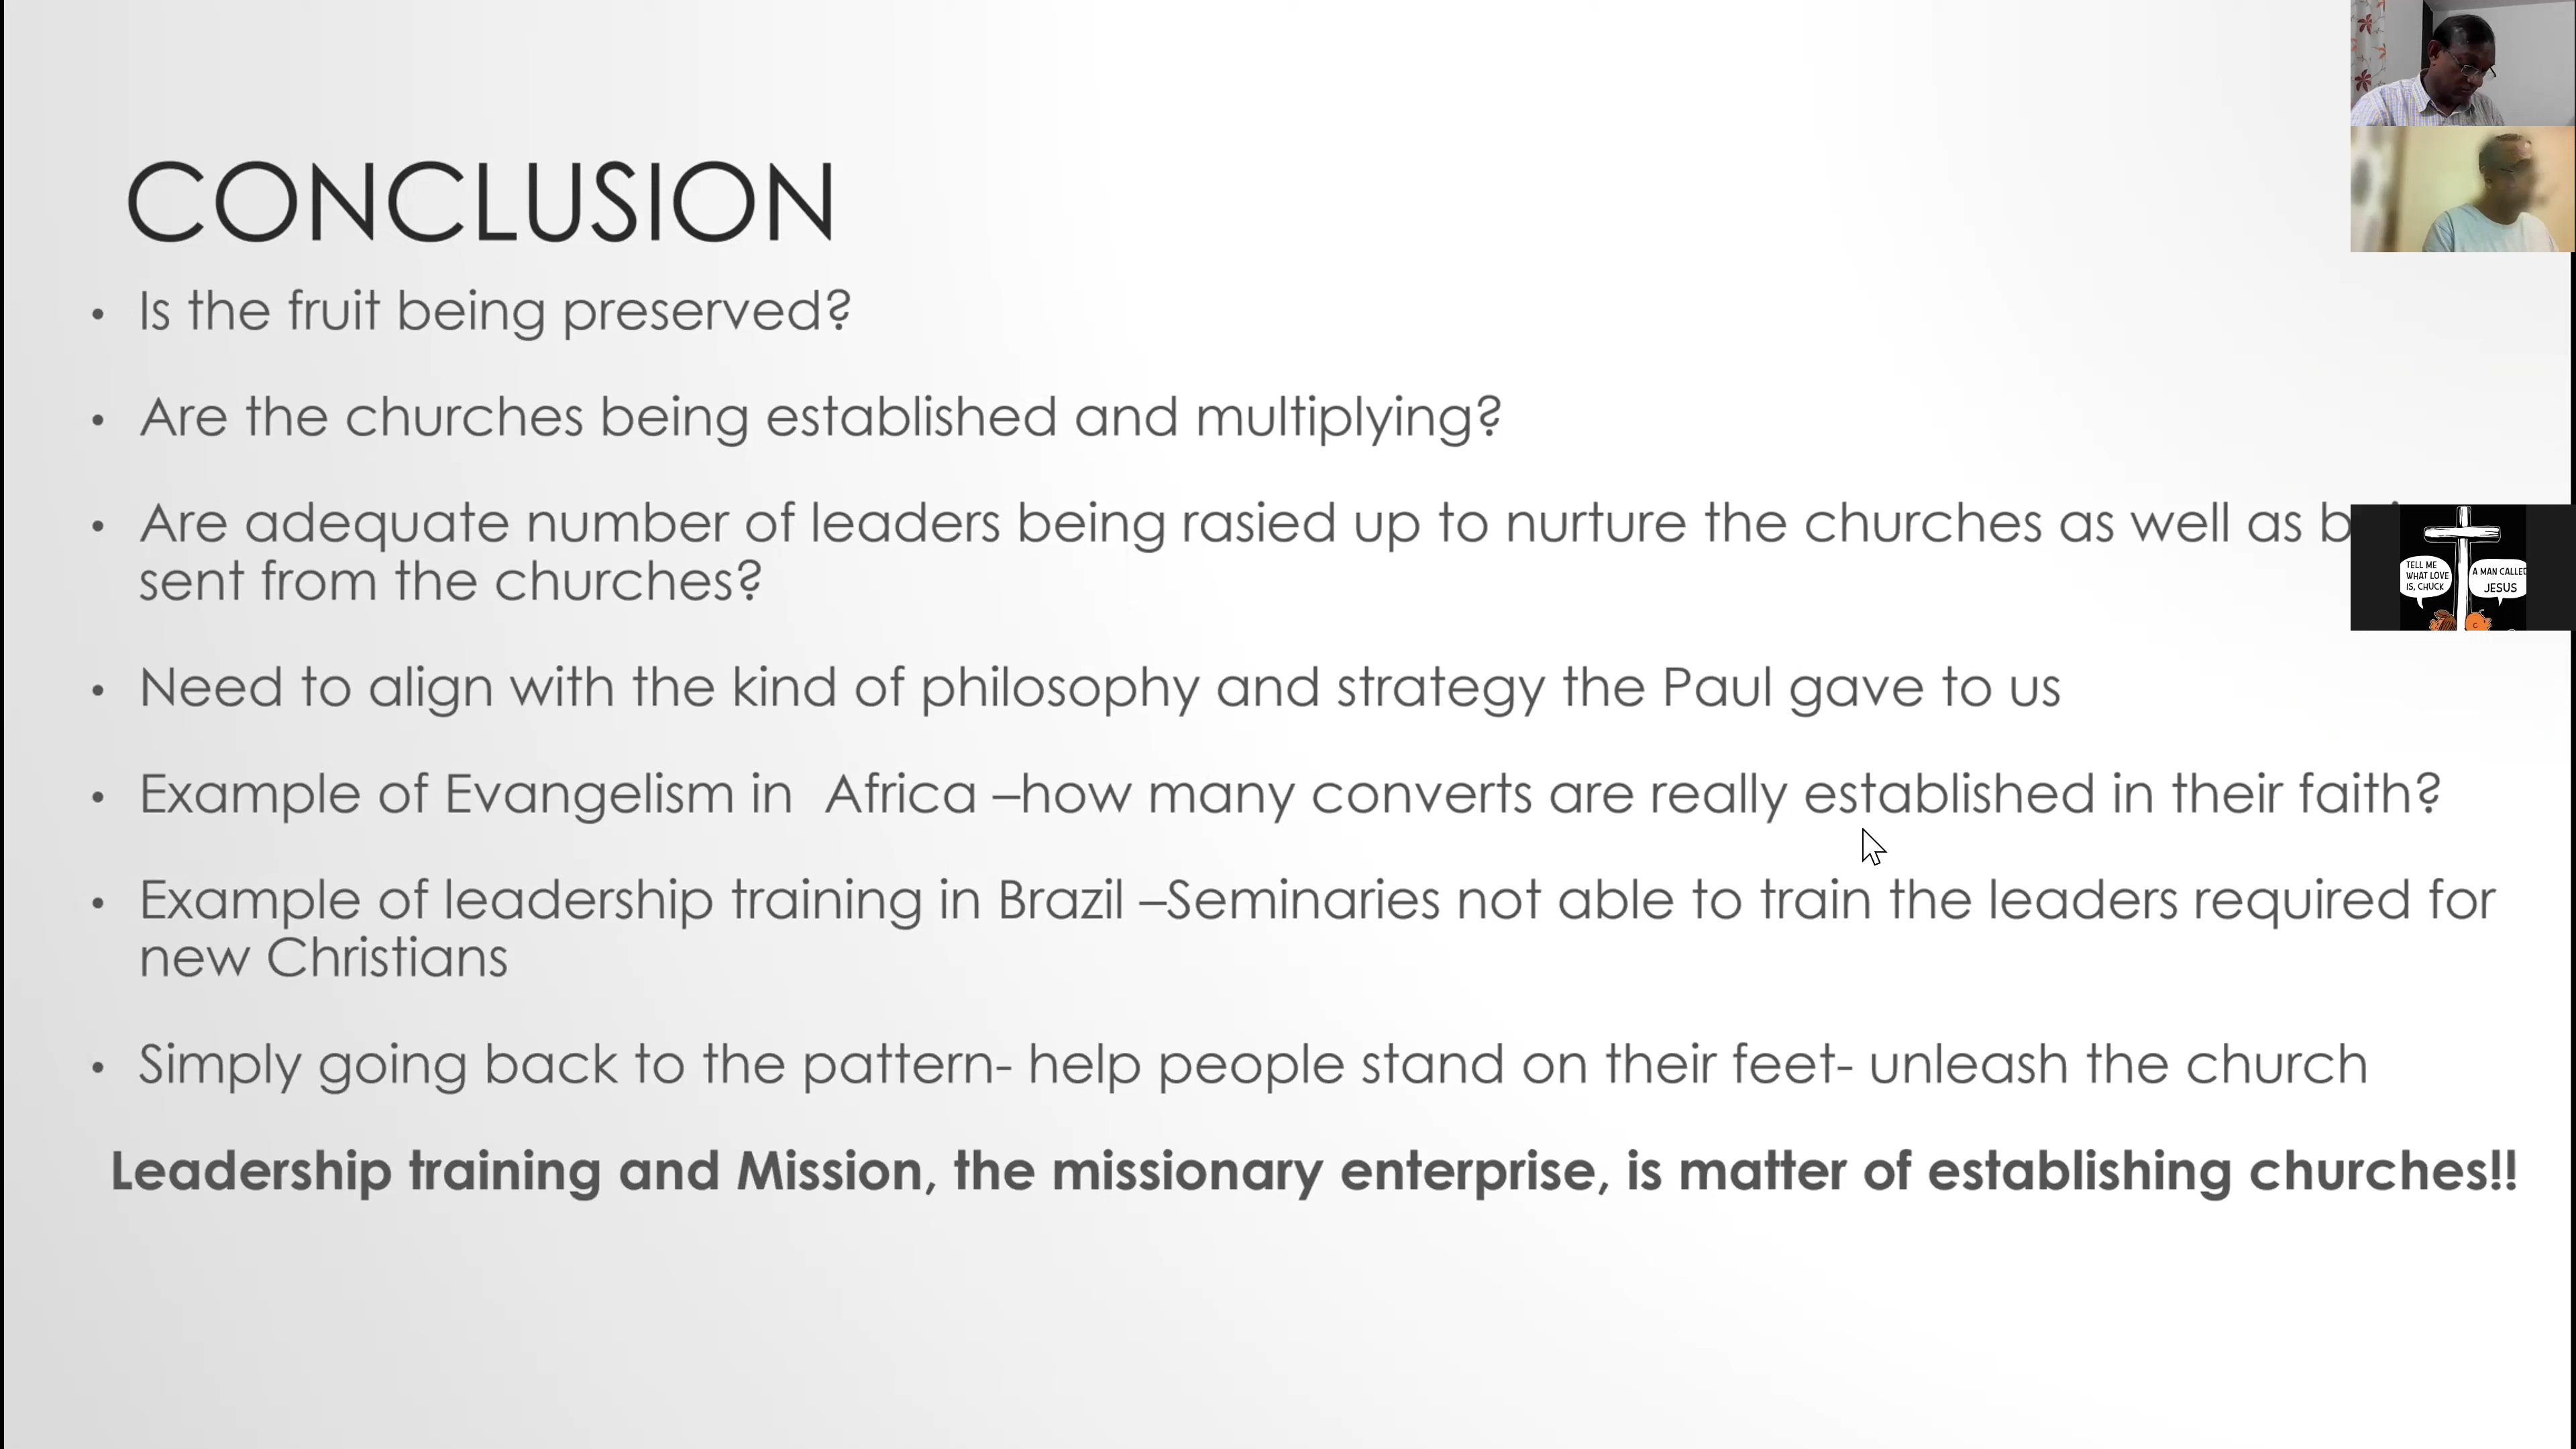 CONCLUSION
• Is the fruit being preserved?
• Are the churches being established and multiplying?
• Are adequate number of leaders being rasied up to nurture the churches as well as
sent from the churches?
• Need to align with the kind of philosophy and strategy the Paul gave to us
• Example of Evangelism in  Africa –how many converts are really established in their faith?
• Example of leadership training in Brazil –Seminaries not able to train the leaders required for
new Christians
• Simply going back to the pattern- help people stand on their feet- unleash the church
Leadership training and Mission, the missionary enterprise, is matter of establishing churches!!
TELL ME
WHAT LOVE
IS, CHUCK
A MAN CALLED
JESUS